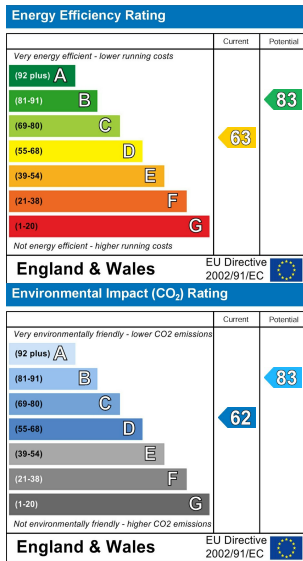 Energy Efficiency Rating
Current Potential
Very energy efficient - lower running costs
(92 plus) A
(81-91) B
(69-80) C
(55-68) D
(39-54) E
(21-38) F
(1-20) G
63
83
Not energy efficient - higher running costs
England & Wales
EU Directive
2002/91/EC
Environmental Impact (CO₂) Rating
Current Potential
Very environmentally friendly - lower CO2 emissions
(92 plus) A
(81-91) B
(69-80) C
(55-68) D
(39-54) E
(21-38) F
(1-20) G
62
83
Not environmentally friendly - higher CO2 emissions
England & Wales
EU Directive
2002/91/EC